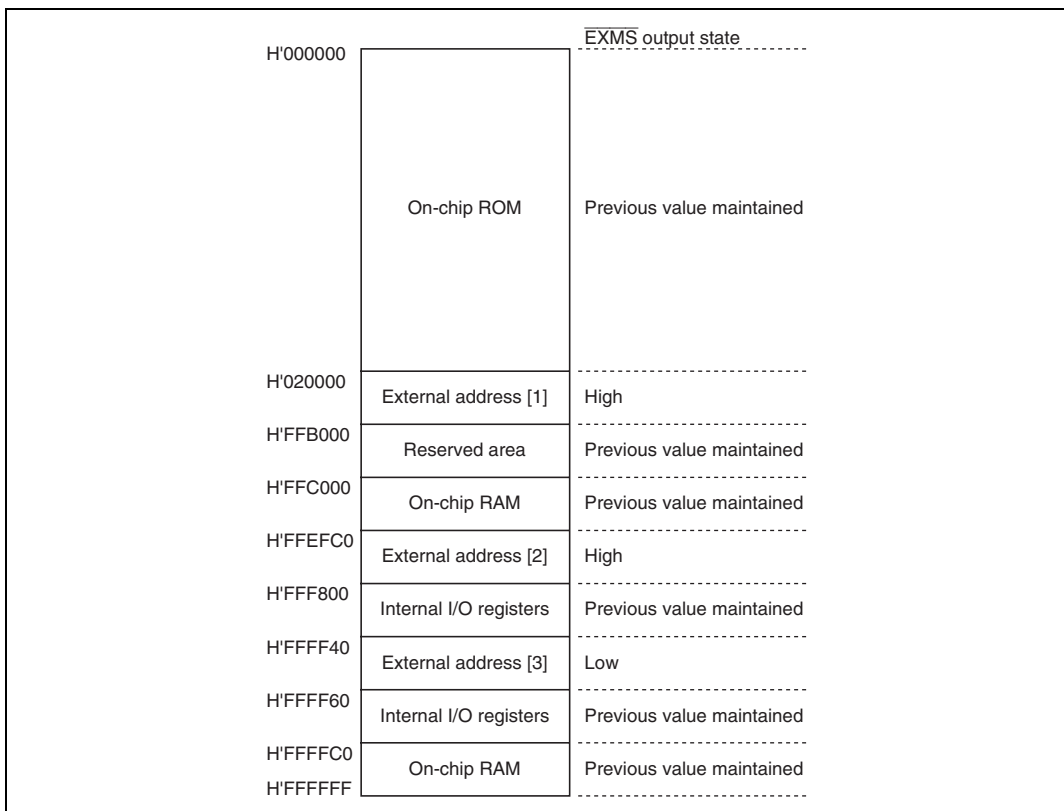 EXMS output state
H'000000
On-chip ROM Previous value maintained
H'020000
External address [1] High
H'FFB000
Reserved area Previous value maintained
H'FFC000
On-chip RAM Previous value maintained
H'FFEFC0
External address [2] High
H'FFF800
Internal I/O registers Previous value maintained
H'FFFF40
External address [3] Low
H'FFFF60
Internal I/O registers Previous value maintained
H'FFFFC0
On-chip RAM Previous value maintained
H'FFFFFF